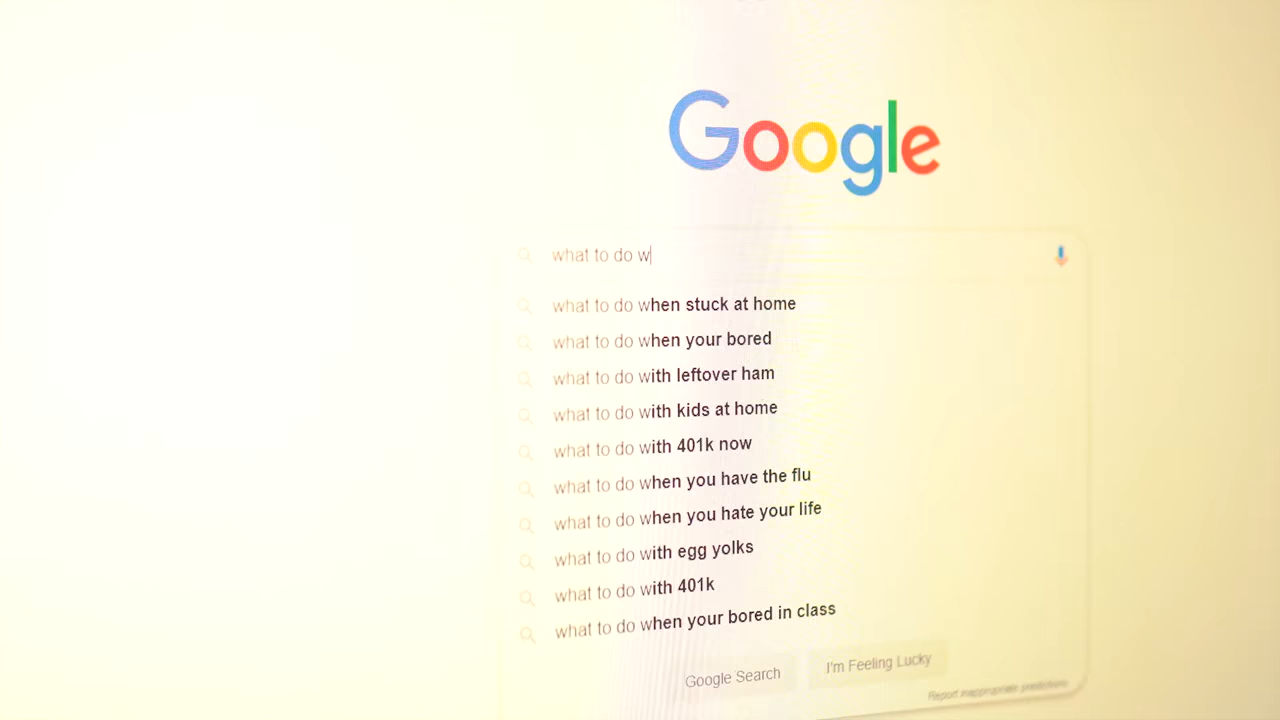 Google
what to do w
what to do when stuck at home
what to do when your bored
what to do with leftover ham
what to do with kids at home
what to do with 401k now
what to do when you have the flu
what to do when you hate your life
what to do with egg yolks
what to do with 401k
what to do when your bored in class
Google Search
I'm Feeling Lucky
Report inappropriate predictions